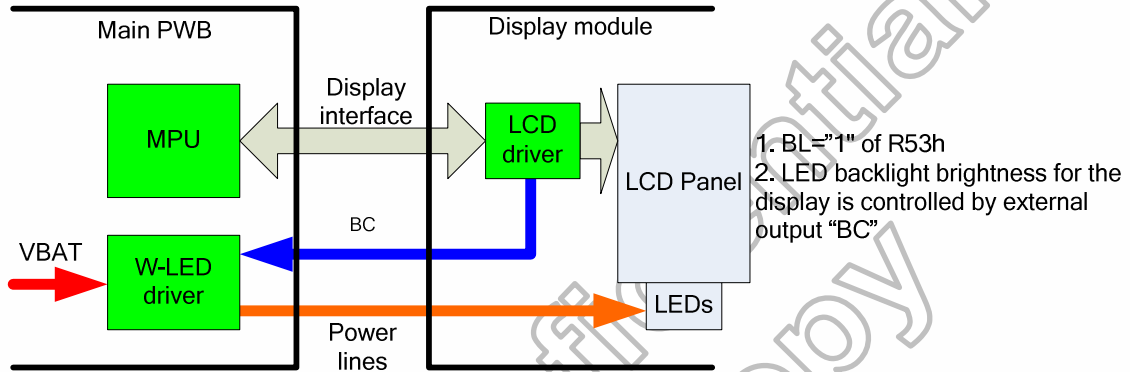 Main PWB
Display module
MPU
Display
interface
LCD
driver
LCD Panel
1. BL="1" of R53h
2. LED backlight brightness for the
display is controlled by external
output “BC”
BC
VBAT
W-LED
driver
LEDs
Power
lines